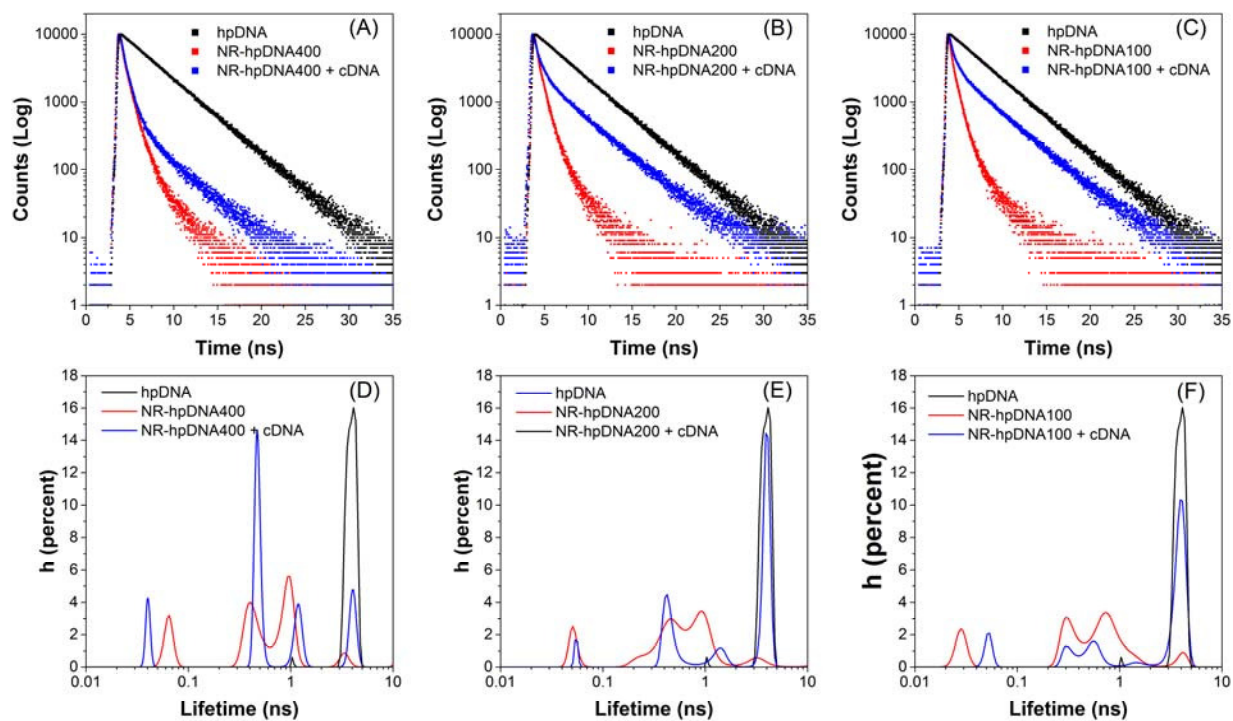 (A)
hpDNA
NR-hpDNA400
NR-hpDNA400 + cDNA
10000
1000
100
10
1
Counts (Log)
0 5 10 15 20 25 30 35
Time (ns)
(B)
hpDNA
NR-hpDNA200
NR-hpDNA200 + cDNA
10000
1000
100
10
1
Counts (Log)
0 5 10 15 20 25 30 35
Time (ns)
(C)
hpDNA
NR-hpDNA100
NR-hpDNA100 + cDNA
10000
1000
100
10
1
Counts (Log)
0 5 10 15 20 25 30 35
Time (ns)
(D)
hpDNA
NR-hpDNA400
NR-hpDNA400 + cDNA
18
16
14
12
10
8
6
4
2
0
h (percent)
0.01 0.1 1 10
Lifetime (ns)
(E)
hpDNA
NR-hpDNA200
NR-hpDNA200 + cDNA
18
16
14
12
10
8
6
4
2
0
h (percent)
0.01 0.1 1 10
Lifetime (ns)
(F)
hpDNA
NR-hpDNA100
NR-hpDNA100 + cDNA
18
16
14
12
10
8
6
4
2
0
h (percent)
0.01 0.1 1 10
Lifetime (ns)